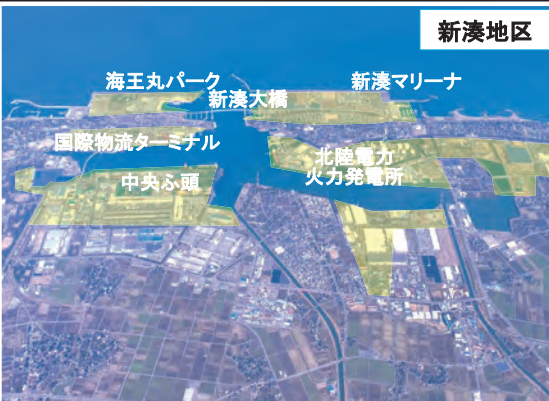 新湊地区
海王丸パーク
新湊マリーナ
新湊大橋
国際物流ターミナル
北陸電力
火力発電所
中央ふ頭